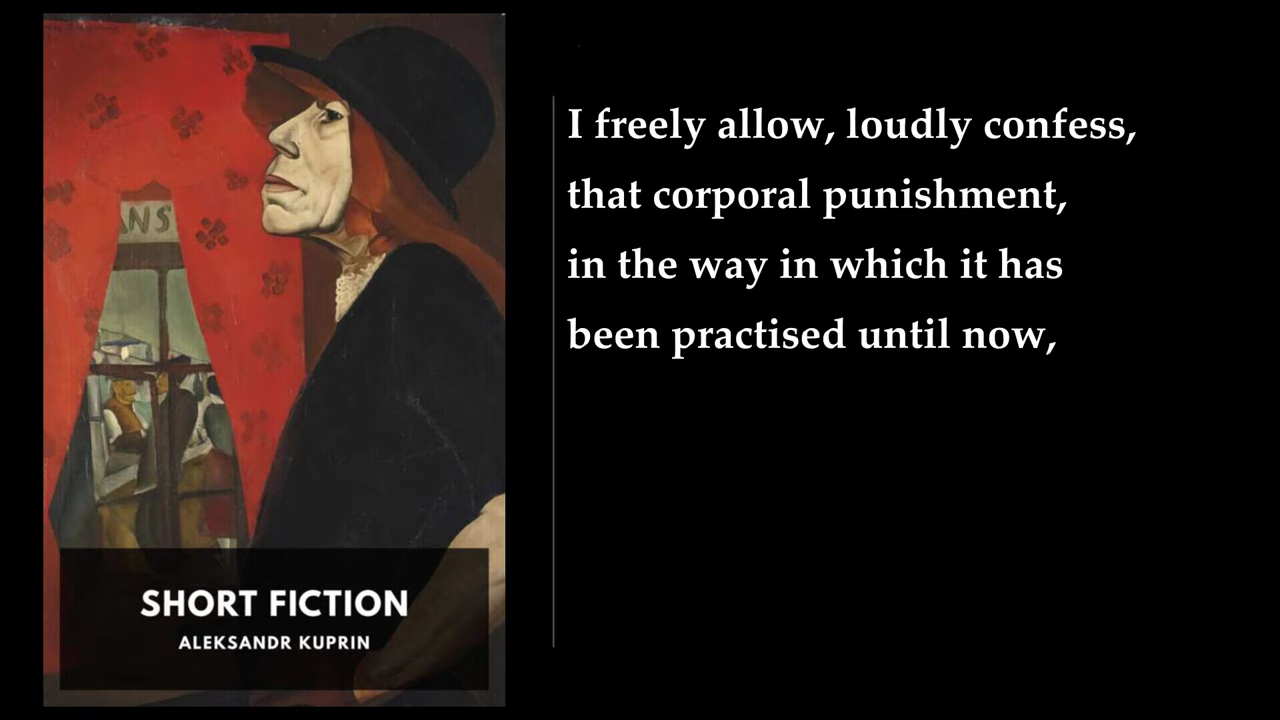 ANS
SHORT FICTION
ALEKSANDR KUPRIN
I freely allow, loudly confess,
that corporal punishment,
in the way in which it has
been practised until now,